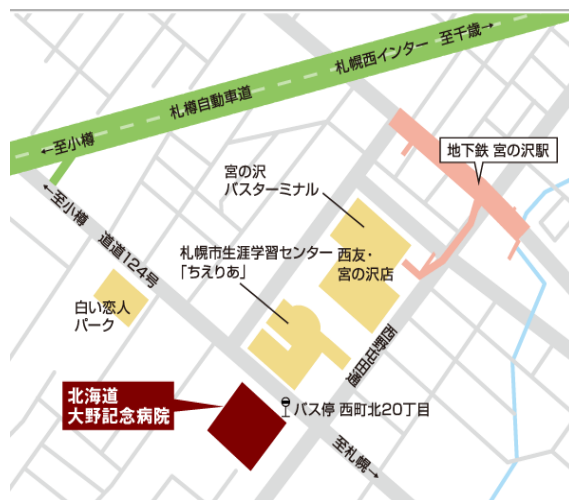 札幌西インター 至千歳→
札樽自動車道
←至小樽
地下鉄 宮の沢駅
宮の沢
バスターミナル
←至小樽
道道124号
札幌市生涯学習センター
「ちえりあ」
西友・
宮の沢店
白い恋人
パーク
西野屯田通
北海道
大野記念病院
バス停 西町北20丁目
至札幌→